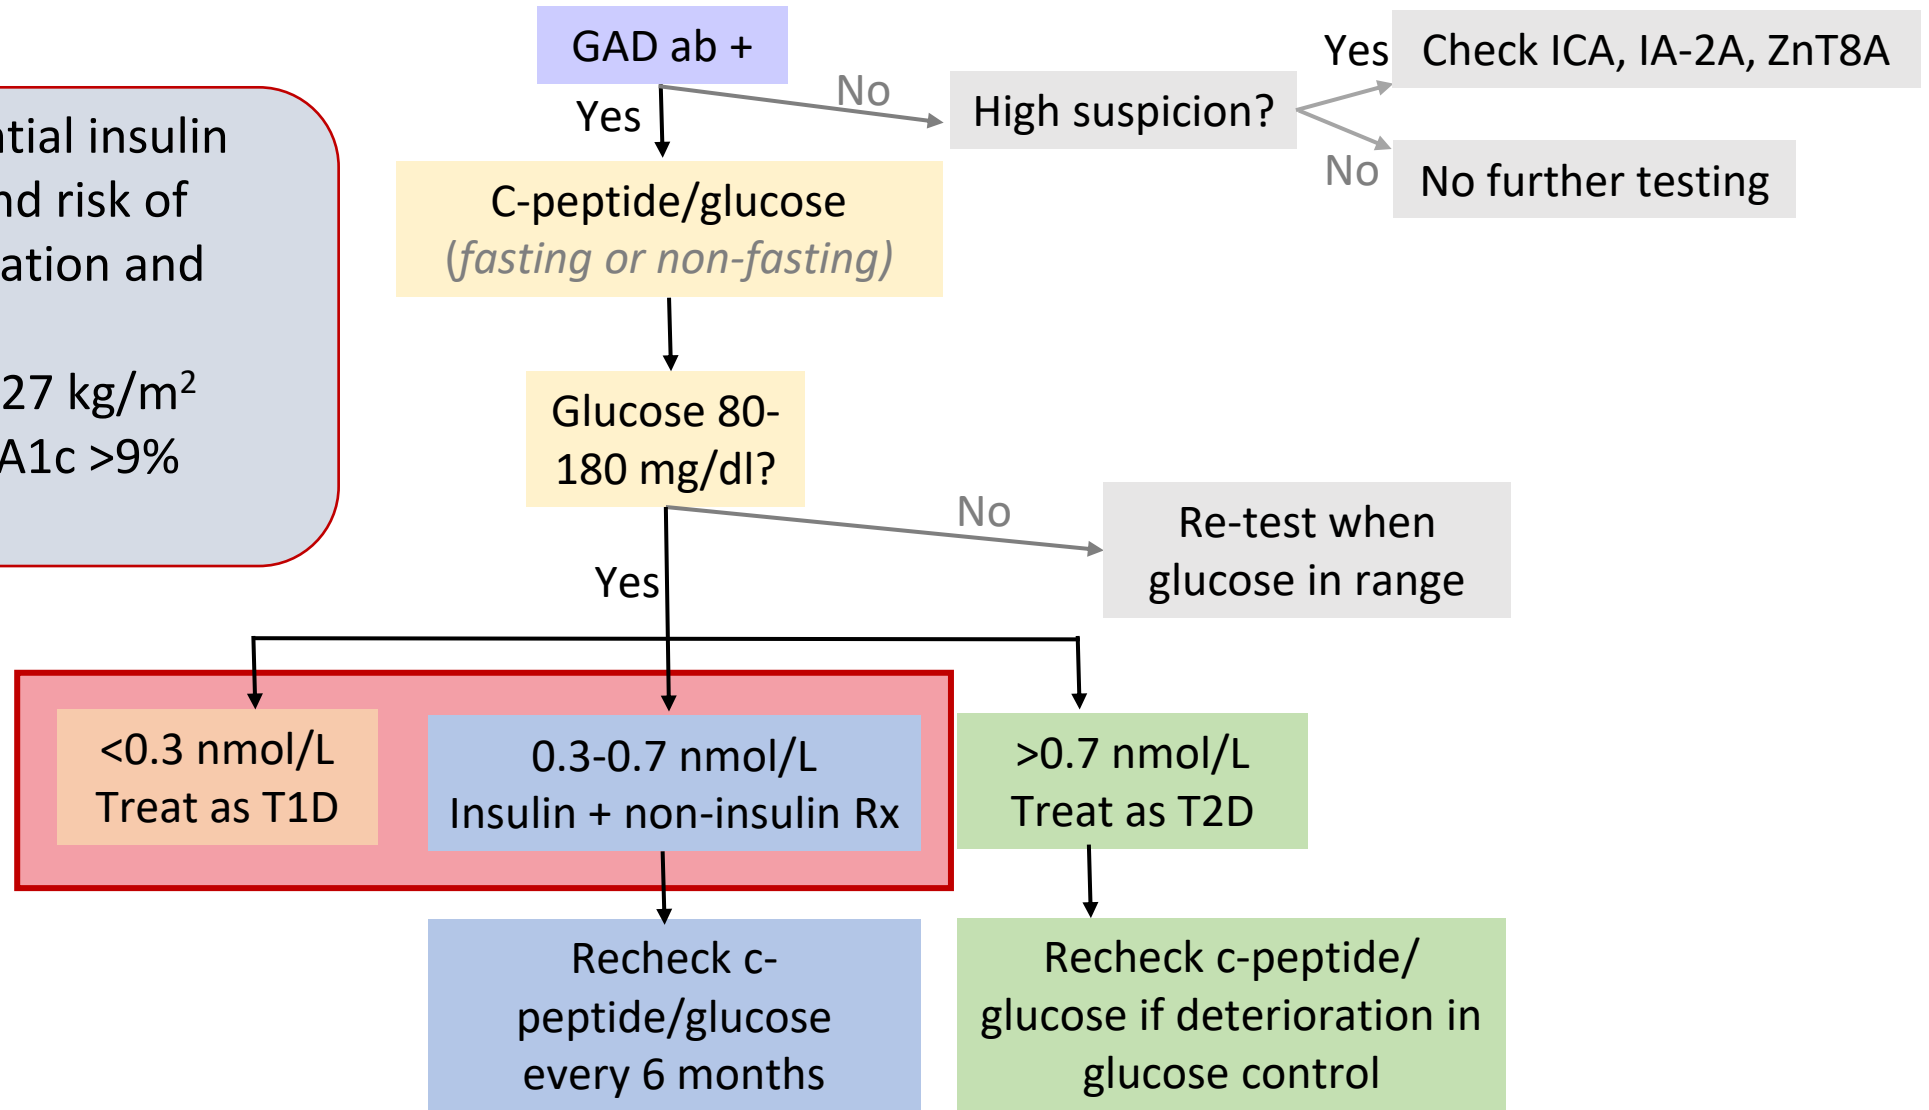 GAD ab +
Yes
No
High suspicion?
Yes
Check ICA, IA-2A, ZnT8A
No
No further testing
insulin
risk of
and
27 kg/m²
A1c >9%
C-peptide/glucose
(fasting or non-fasting)
Glucose 80-
180 mg/dl?
No
Re-test when
glucose in range
Yes
<0.3 nmol/L
Treat as T1D
0.3-0.7 nmol/L
Insulin + non-insulin Rx
>0.7 nmol/L
Treat as T2D
Recheck c-
peptide/glucose
every 6 months
Recheck c-peptide/
glucose if deterioration in
glucose control